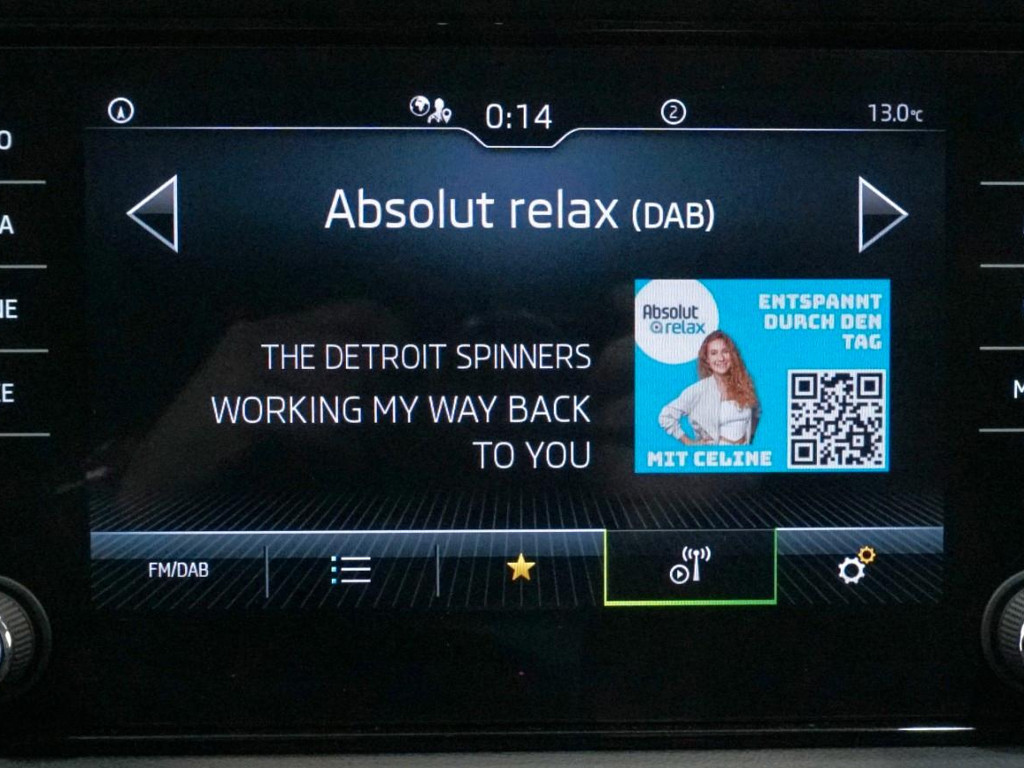 0:14
2
13.0°C
Absolut relax (DAB)
THE DETROIT SPINNERS
WORKING MY WAY BACK
TO YOU
Absolut
relax
ENTSPANNT
DURCH DEN
TAG
MIT CELINE
FM/DAB